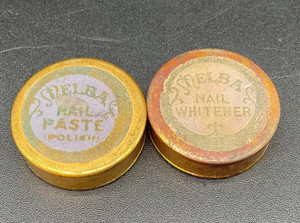 MELBA
NAIL
PASTE
(POLISH)
MELBA
NAIL
WHITENER